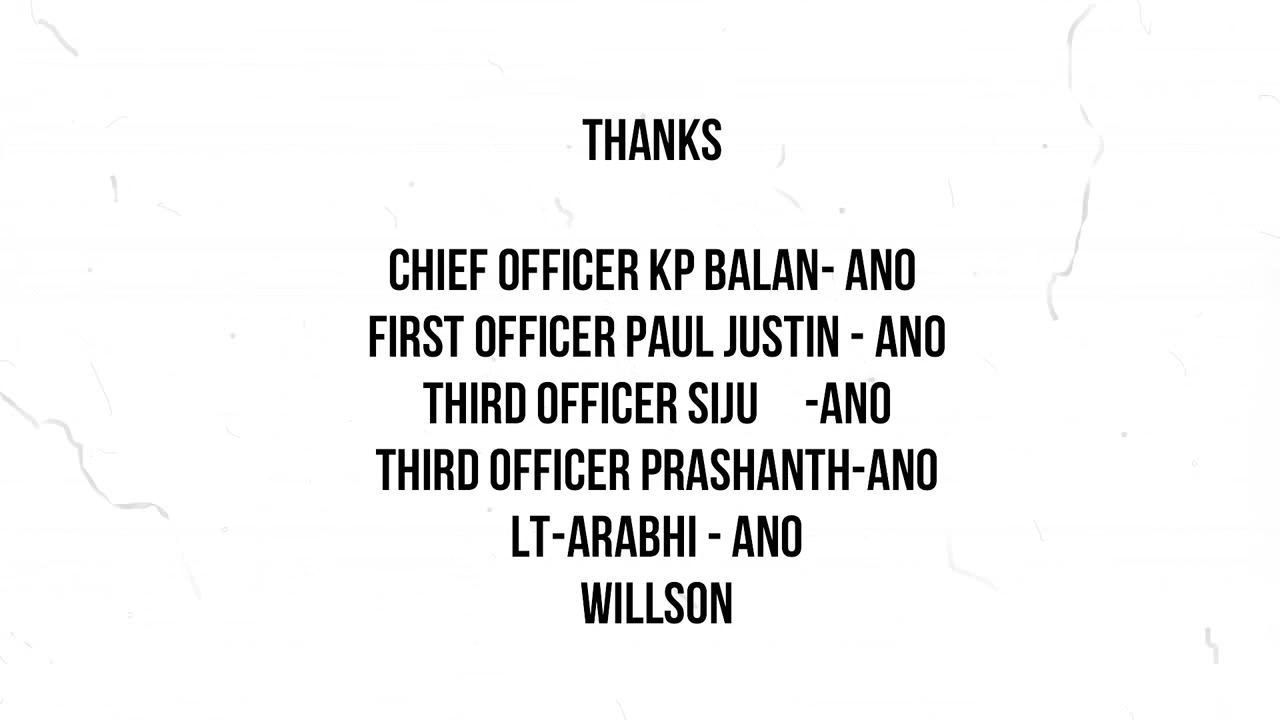 THANKS
CHIEF OFFICER KP BALAN- ANO
FIRST OFFICER PAUL JUSTIN - ANO
THIRD OFFICER SIJU -ANO
THIRD OFFICER PRASHANTH-ANO
LT-ARABHI - ANO
WILLSON